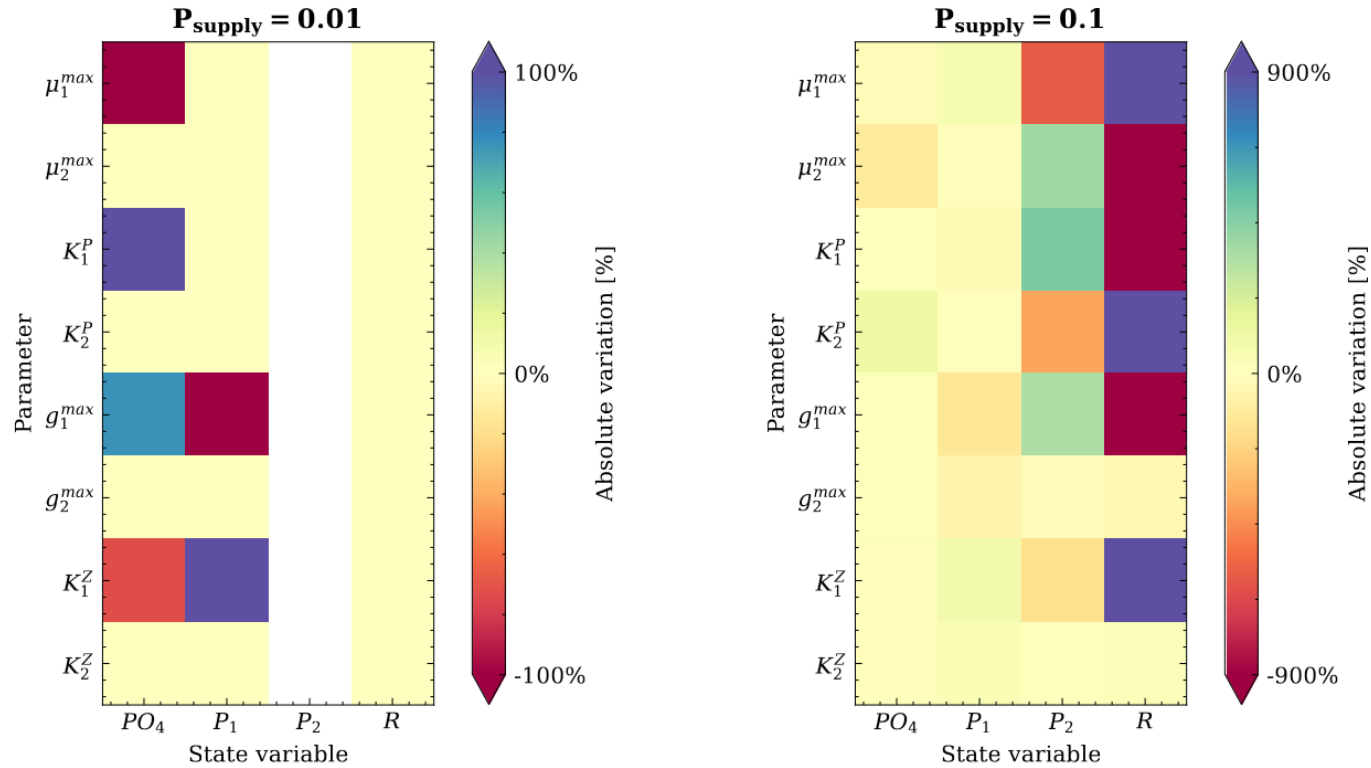 P_supply = 0.01
μ_1^max
μ_2^max
K_1^P
K_2^P
g_1^max
g_2^max
K_1^Z
K_2^Z
Parameter
PO_4 P_1 P_2 R
State variable
100%
0%
-100%
Absolute variation [%]
P_supply = 0.1
μ_1^max
μ_2^max
K_1^P
K_2^P
g_1^max
g_2^max
K_1^Z
K_2^Z
Parameter
PO_4 P_1 P_2 R
State variable
900%
0%
-900%
Absolute variation [%]